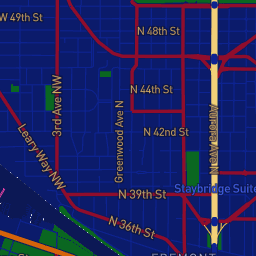 W 49th St
N 48th St
N 44th St
3rd Ave NW
Greenwood Ave N
Aurora Ave N
N 42nd St
Leary Way NW
Staybridge Suite
N 39th St
N 36th St
FREMONT